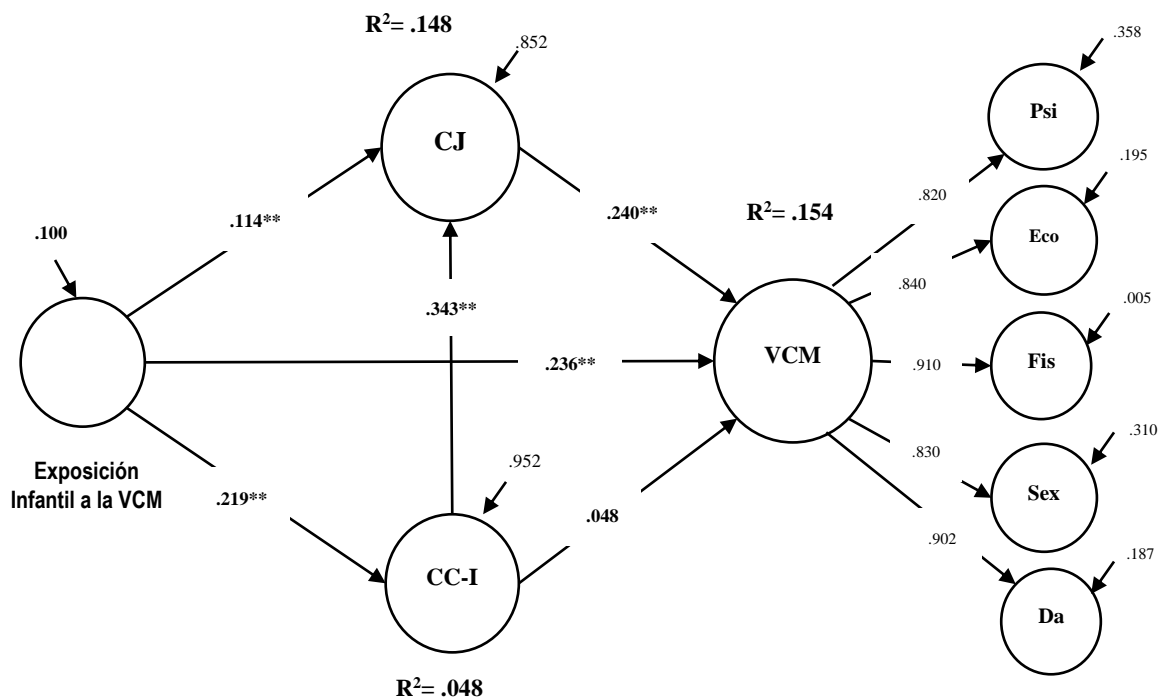 R²= .148
.852
.358
CJ
Psi
.195
.820
.114**
.240**
R²= .154
Eco
.100
.840
.005
.343**
VCM
.236**
.910
Fis
.310
.830
Exposición
Infantil a la VCM
.952
.219**
.048
Sex
.902
.187
CC-I
Da
R²= .048